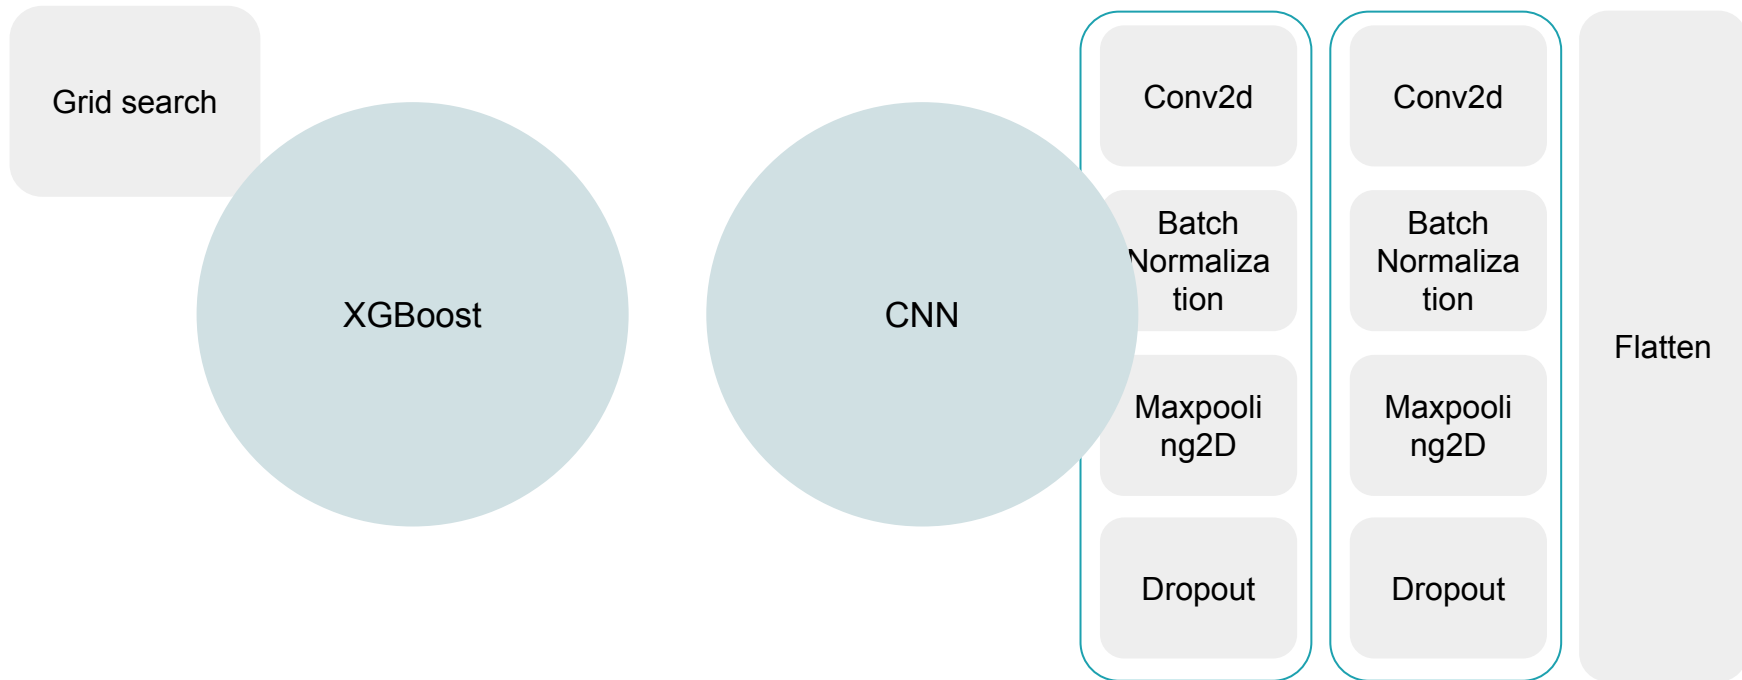 Grid search
XGBoost
CNN
Conv2d
Batch
Normaliza
tion
Maxpooli
ng2D
Dropout
Conv2d
Batch
Normaliza
tion
Maxpooli
ng2D
Dropout
Flatten